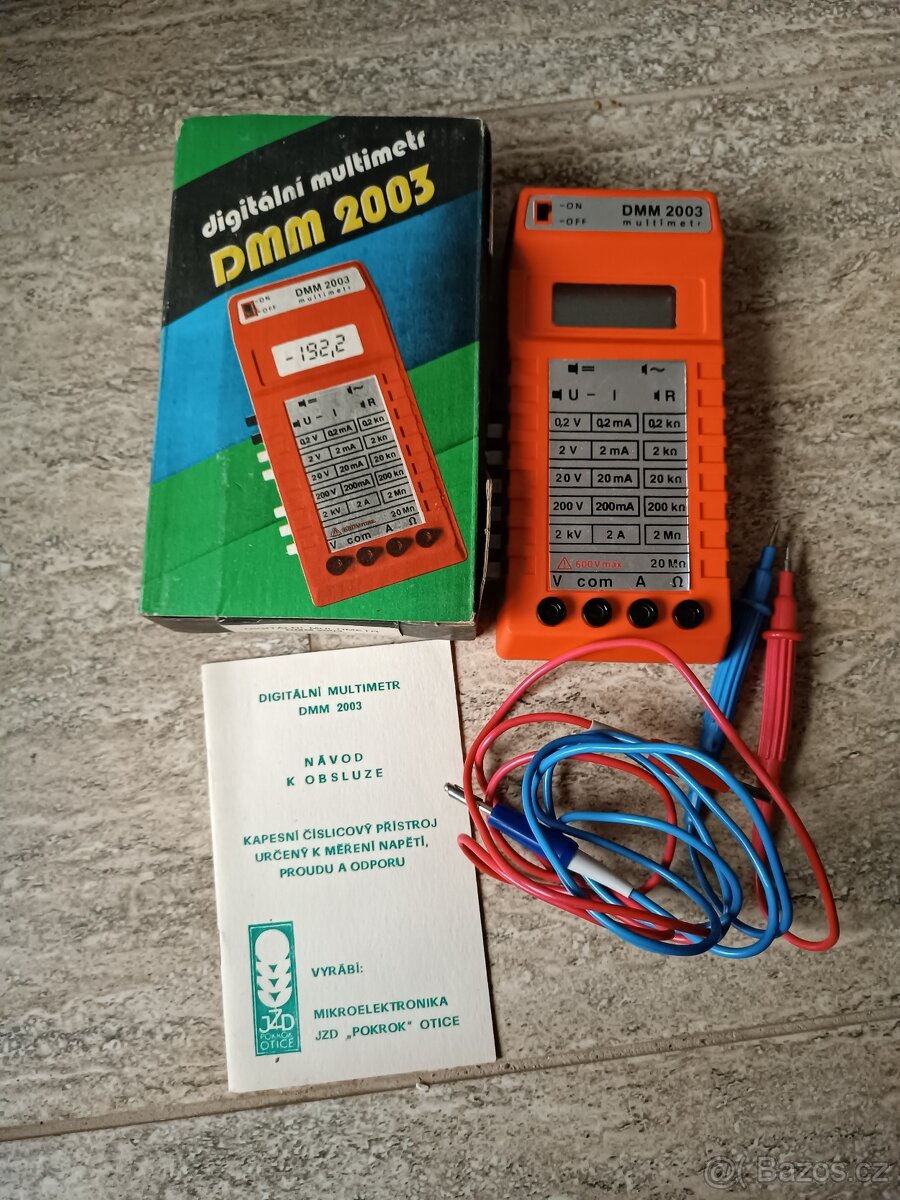 digitální multimetr
DMM 2003
-ON
-OFF
DMM 2003
multimetr
-192,2
=
~
U - I
R
0,2 V 0,2 mA 0,2 kΩ
2 V 2 mA 2 kΩ
20 V 20 mA 20 kΩ
200 V 200mA 200 kΩ
2 kV 2 A 2 MΩ
600 V max. 20 MΩ
V com A Ω
DIGITÁLNÍ MULTIMETR
-ON
-OFF
DMM 2003
multimetr
=
~
U - I
R
0,2 V 0,2 mA 0,2 kΩ
2 V 2 mA 2 kΩ
20 V 20 mA 20 kΩ
200 V 200mA 200 kΩ
2 kV 2 A 2 MΩ
600 V max 20 MΩ
V com A Ω
DIGITÁLNÍ MULTIMETR
DMM 2003
NÁVOD
K OBSLUZE
KAPESNÍ ČÍSLICOVÝ PŘÍSTROJ
URČENÝ K MĚŘENÍ NAPĚTÍ,
PROUDU A ODPORU
JZD
POKROK
OTICE
VYRÁBÍ:
MIKROELEKTRONIKA
JZD „POKROK" OTICE
Bazos.cz